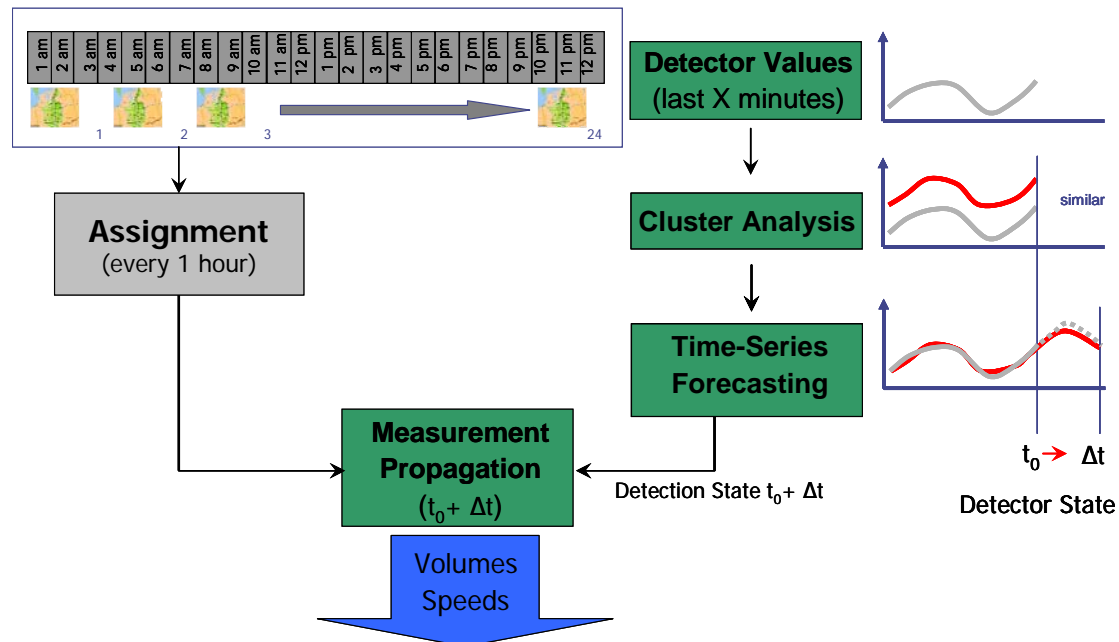 1 am 2 am 3 am 4 am 5 am 6 am 7 am 8 am 9 am 10 am 11 am 12 pm 1 pm 2 pm 3 pm 4 pm 5 pm 6 pm 7 pm 8 pm 9 pm 10 pm 11 pm 12 pm
1 2 3 24
Assignment
(every 1 hour)
Detector Values
(last X minutes)
Cluster Analysis
similar
Time-Series
Forecasting
Measurement
Propagation
(t₀+ Δt)
Detection State t₀+ Δt
t₀ Δt
Detector State
Volumes
Speeds